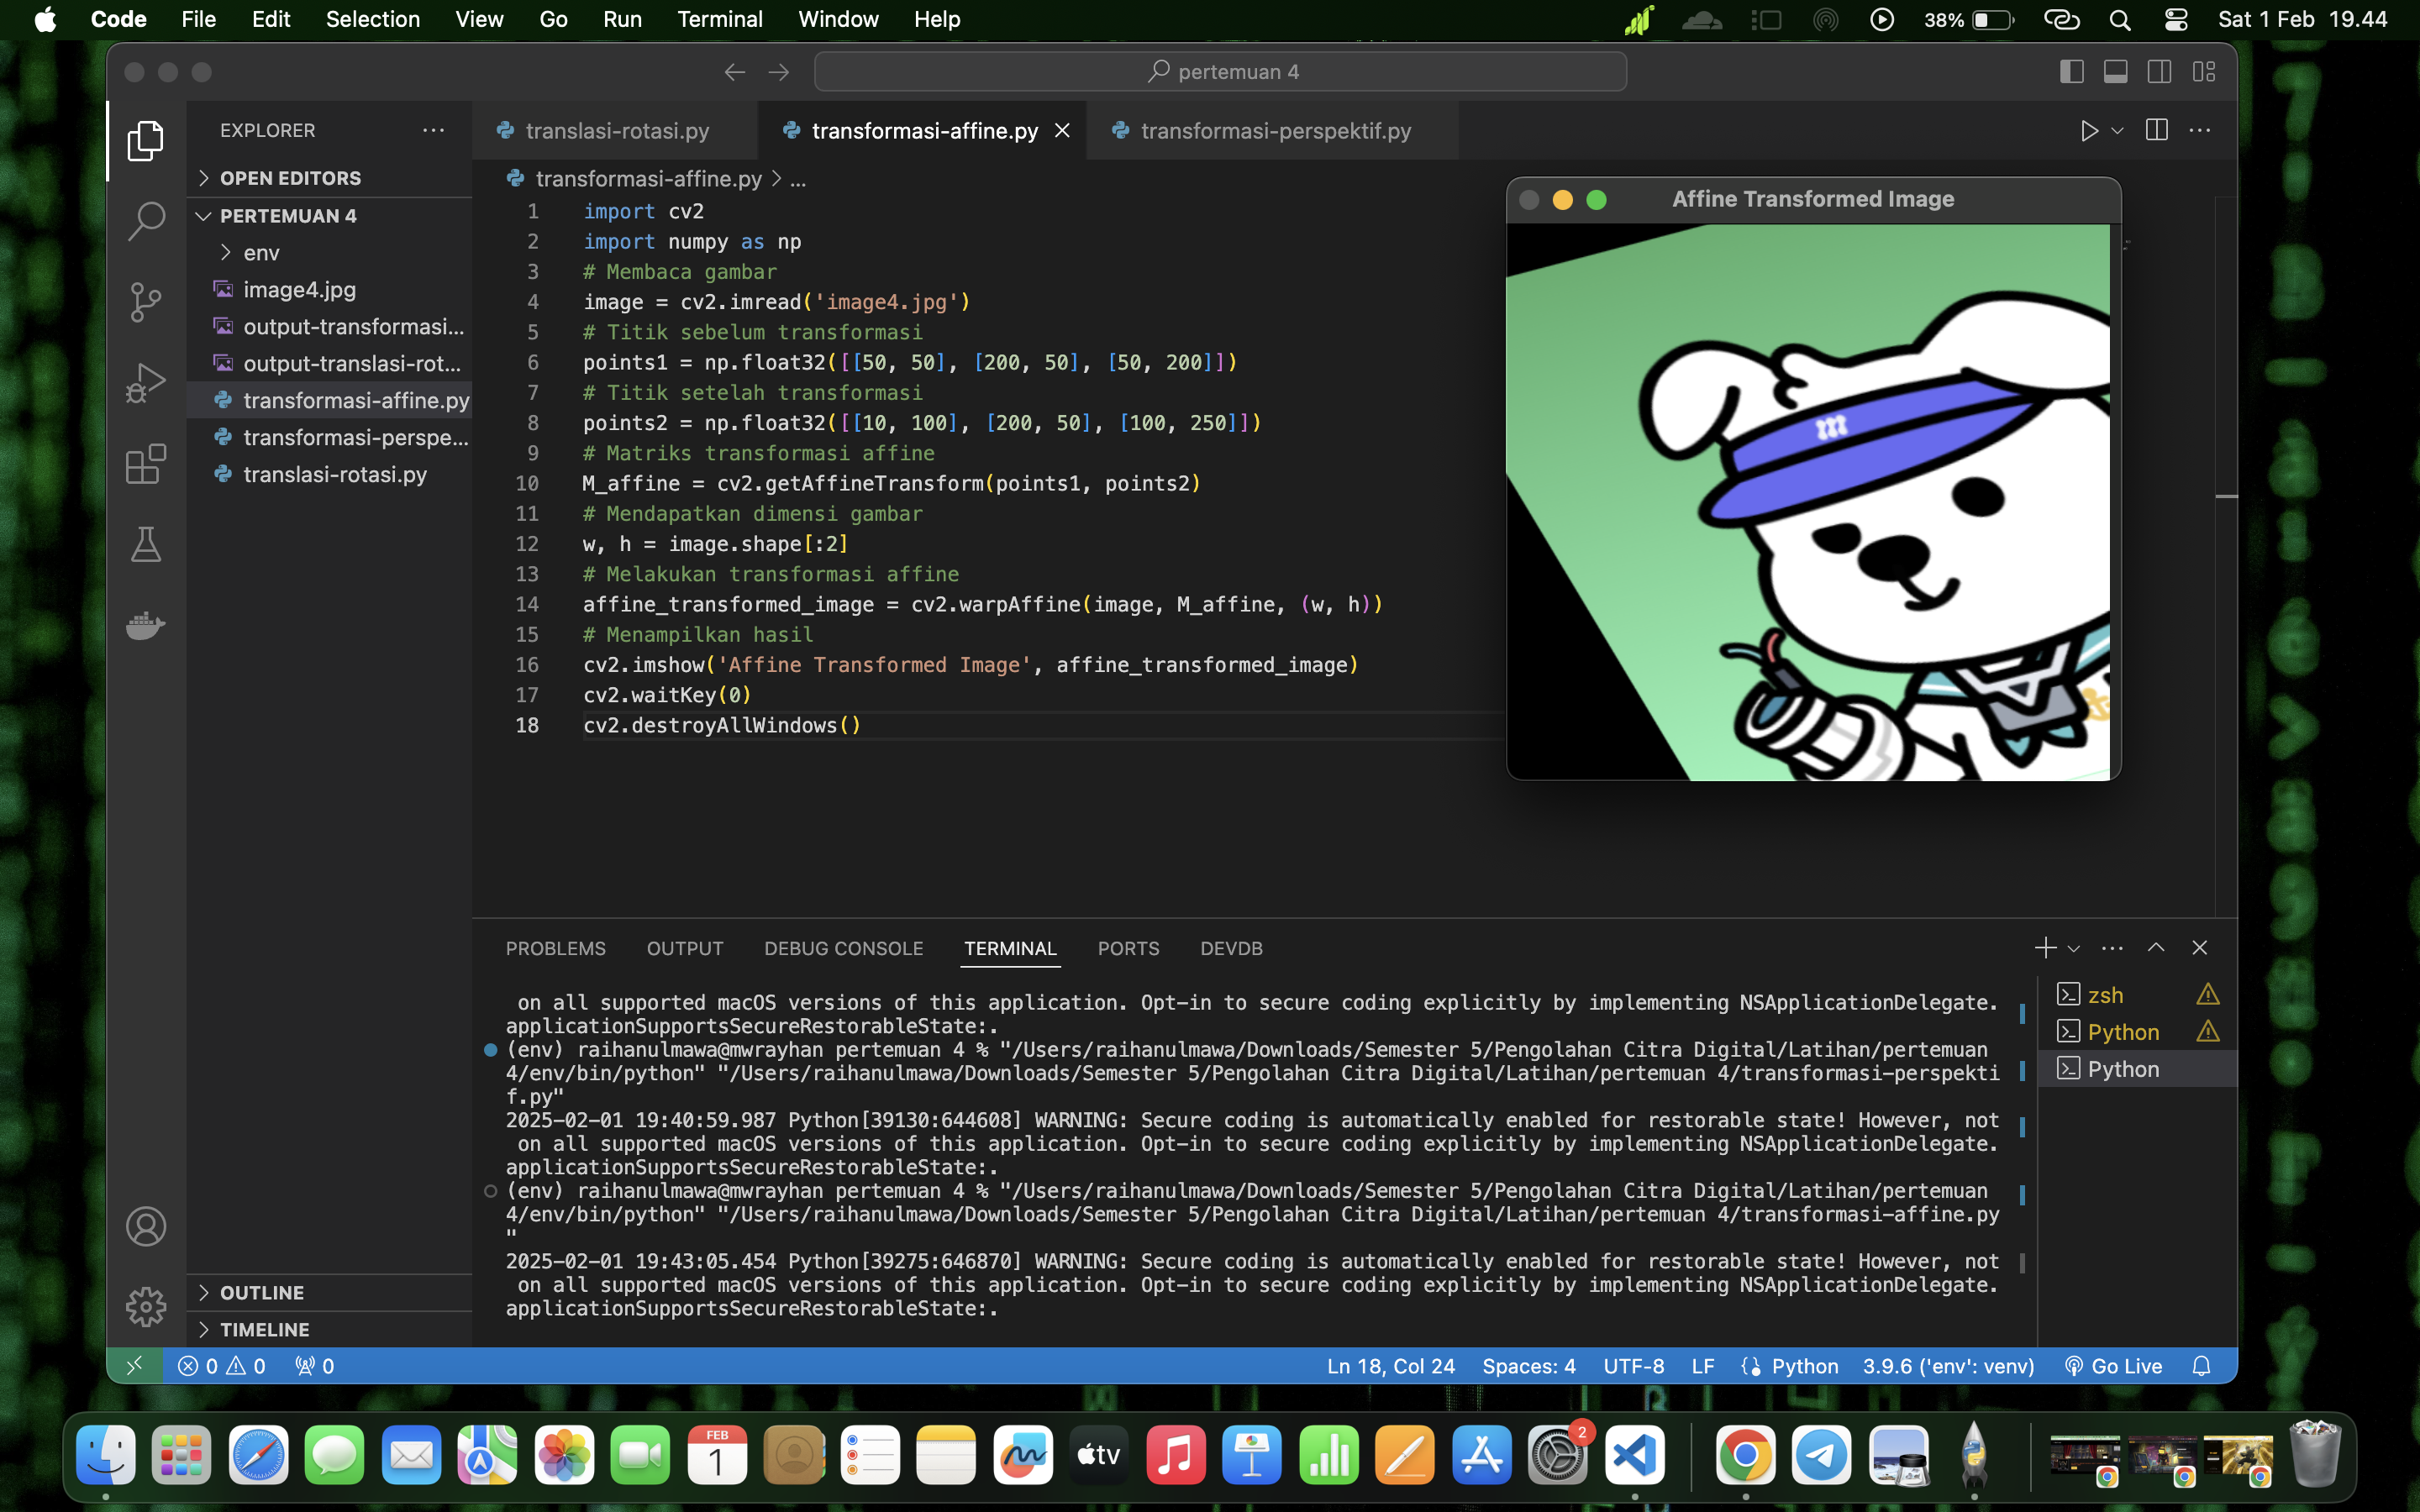 Code File Edit Selection View Go Run Terminal Window Help 38% Sat 1 Feb 19.44
pertemuan 4
EXPLORER
translasi-rotasi.py transformasi-affine.py transformasi-perspektif.py
OPEN EDITORS
PERTEMUAN 4
env
image4.jpg
output-transformasi...
output-translasi-rot...
transformasi-affine.py
transformasi-perspe...
translasi-rotasi.py
OUTLINE
TIMELINE
transformasi-affine.py > ...
1 import cv2
2 import numpy as np
3 # Membaca gambar
4 image = cv2.imread('image4.jpg')
5 # Titik sebelum transformasi
6 points1 = np.float32([[50, 50], [200, 50], [50, 200]])
7 # Titik setelah transformasi
8 points2 = np.float32([[10, 100], [200, 50], [100, 250]])
9 # Matriks transformasi affine
10 M_affine = cv2.getAffineTransform(points1, points2)
11 # Mendapatkan dimensi gambar
12 w, h = image.shape[:2]
13 # Melakukan transformasi affine
14 affine_transformed_image = cv2.warpAffine(image, M_affine, (w, h))
15 # Menampilkan hasil
16 cv2.imshow('Affine Transformed Image', affine_transformed_image)
17 cv2.waitKey(0)
18 cv2.destroyAllWindows()
Affine Transformed Image
m
PROBLEMS OUTPUT DEBUG CONSOLE TERMINAL PORTS DEVDB
on all supported macOS versions of this application. Opt-in to secure coding explicitly by implementing NSApplicationDelegate.
applicationSupportsSecureRestorableState:.
(env) raihanulmawa@mwrayhan pertemuan 4 % "/Users/raihanulmawa/Downloads/Semester 5/Pengolahan Citra Digital/Latihan/pertemuan
4/env/bin/python" "/Users/raihanulmawa/Downloads/Semester 5/Pengolahan Citra Digital/Latihan/pertemuan 4/transformasi-perspekti
f.py"
2025-02-01 19:40:59.987 Python[39130:644608] WARNING: Secure coding is automatically enabled for restorable state! However, not
on all supported macOS versions of this application. Opt-in to secure coding explicitly by implementing NSApplicationDelegate.
applicationSupportsSecureRestorableState:.
(env) raihanulmawa@mwrayhan pertemuan 4 % "/Users/raihanulmawa/Downloads/Semester 5/Pengolahan Citra Digital/Latihan/pertemuan
4/env/bin/python" "/Users/raihanulmawa/Downloads/Semester 5/Pengolahan Citra Digital/Latihan/pertemuan 4/transformasi-affine.py
"
2025-02-01 19:43:05.454 Python[39275:646870] WARNING: Secure coding is automatically enabled for restorable state! However, not
on all supported macOS versions of this application. Opt-in to secure coding explicitly by implementing NSApplicationDelegate.
applicationSupportsSecureRestorableState:.
zsh
Python
Python
0 0 0 Ln 18, Col 24 Spaces: 4 UTF-8 LF Python 3.9.6 ('env': venv) Go Live
FEB
1
tv
2